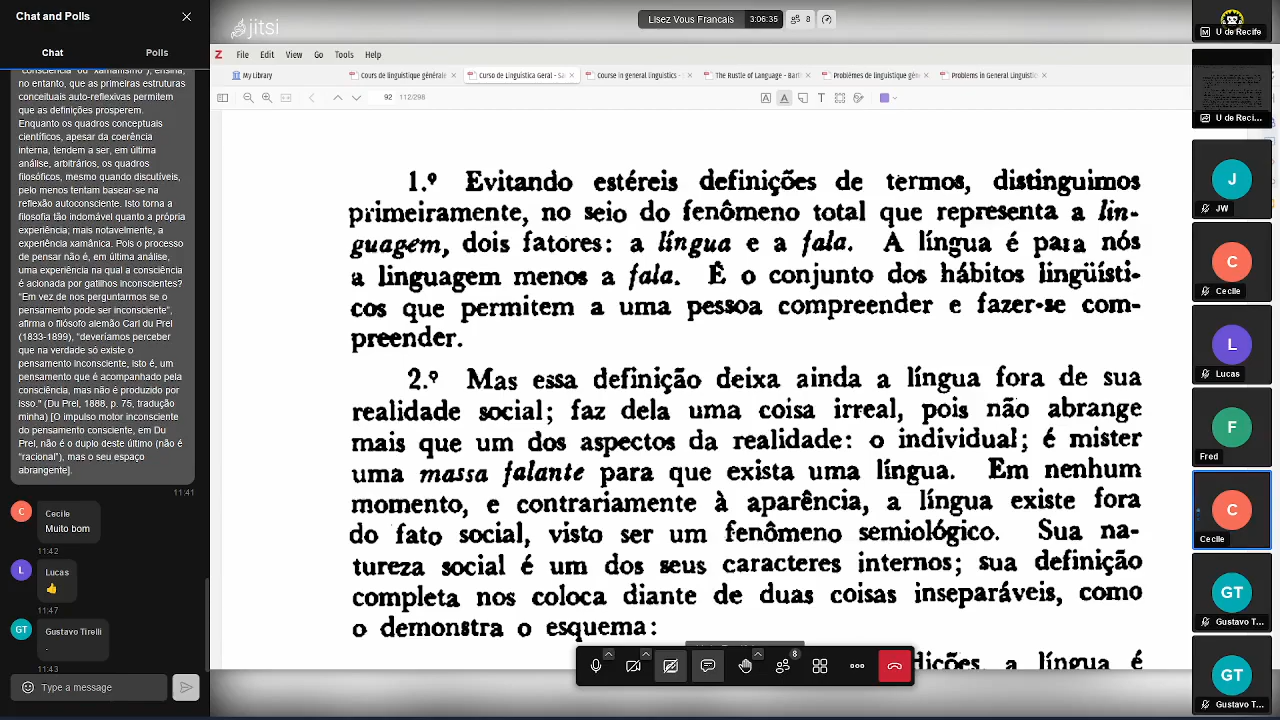 Chat and Polls
Chat
Polls
consciência" ou "xamanismo"), ensina,
no entanto, que as primeiras estruturas
conceituais auto-reflexivas permitem
que as definições prosperem.
Enquanto os quadros conceptuais
científicos, apesar da coerência
interna, tendem a ser, em última
análise, arbitrários, os quadros
filosóficos, mesmo quando discutíveis,
pelo menos tentam basear-se na
reflexão autoconsciente. Isto torna a
filosofia tão indomável quanto a própria
experiência; mais notavelmente, a
experiência xamânica. Pois o processo
de pensar não é, em última análise,
uma experiência na qual a consciência
é acionada por gatilhos inconscientes?
"Em vez de nos perguntarmos se o
pensamento pode ser inconsciente",
afirma o filósofo alemão Carl du Prel
(1833-1899), "deveríamos perceber
que na verdade só existe o
pensamento inconsciente, isto é, um
pensamento que é acompanhado pela
consciência, mas não é produzido por
isso." (Du Prel, 1888, p. 75, tradução
minha) [O impulso motor inconsciente
do pensamento consciente, em Du
Prel, não é o duplo deste último (não é
"racional"), mas o seu espaço
abrangente].
11:41
C
Cecile
Muito bom
11:42
L
Lucas
👍
11:47
GT
Gustavo Tirelli
.
11:43
Type a message
jitsi
Lisez Vous Francais
3:06:35
8
Z
File Edit View Go Tools Help
My Library
Cours de linguistique générale
Curso de Linguística Geral - Sa
Course in general linguistics -
The Rustle of Language - Bart
Problèmes de linguistique gén
Problems in General Linguistic
92
112/298
1.º Evitando estéreis definições de termos, distinguimos
primeiramente, no seio do fenômeno total que representa a lin-
guagem, dois fatores: a língua e a fala. A língua é para nós
a linguagem menos a fala. É o conjunto dos hábitos lingüísti-
cos que permitem a uma pessoa compreender e fazer-se com-
preender.
2.º Mas essa definição deixa ainda a língua fora de sua
realidade social; faz dela uma coisa irreal, pois não abrange
mais que um dos aspectos da realidade: o individual; é mister
uma massa falante para que exista uma língua. Em nenhum
momento, e contrariamente à aparência, a língua existe fora
do fato social, visto ser um fenômeno semiológico. Sua na-
tureza social é um dos seus caracteres internos; sua definição
completa nos coloca diante de duas coisas inseparáveis, como
o demonstra o esquema:
dições, a língua é
8
M U de Recife
U de Reci...
J
JW
C
Cecile
L
Lucas
F
Fred
C
Cecile
GT
Gustavo T...
GT
Gustavo T...